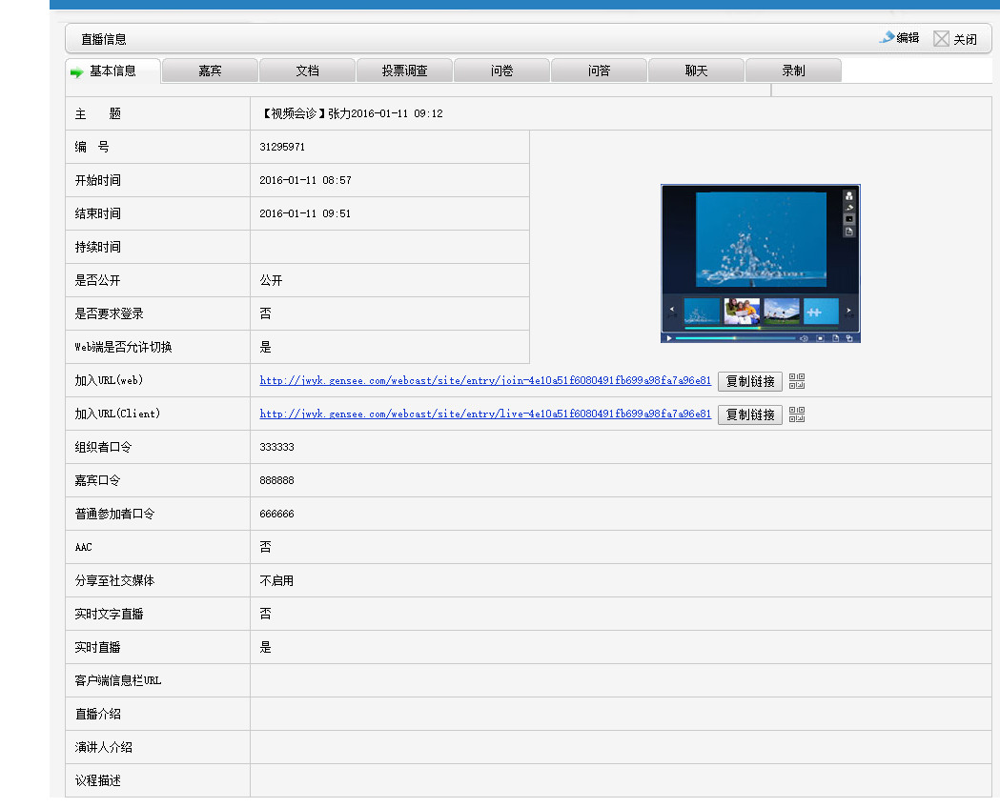 直播信息 编辑 关闭
基本信息 嘉宾 文档 投票调查 问卷 问答 聊天 录制
主 题 【视频会诊】张力2016-01-11 09:12
编 号 31295971
开始时间 2016-01-11 08:57
结束时间 2016-01-11 09:51
持续时间
是否公开 公开
是否要求登录 否
Web端是否允许切换 是
加入URL(web) http://jwyk.gensee.com/webcast/site/entry/join-4e10a51f6080491fb699a98fa7a96e81 复制链接
加入URL(Client) http://jwyk.gensee.com/webcast/site/entry/live-4e10a51f6080491fb699a98fa7a96e81 复制链接
组织者口令 333333
嘉宾口令 888888
普通参加者口令 666666
AAC 否
分享至社交媒体 不启用
实时文字直播 否
实时直播 是
客户端信息栏URL
直播介绍
演讲人介绍
议程描述